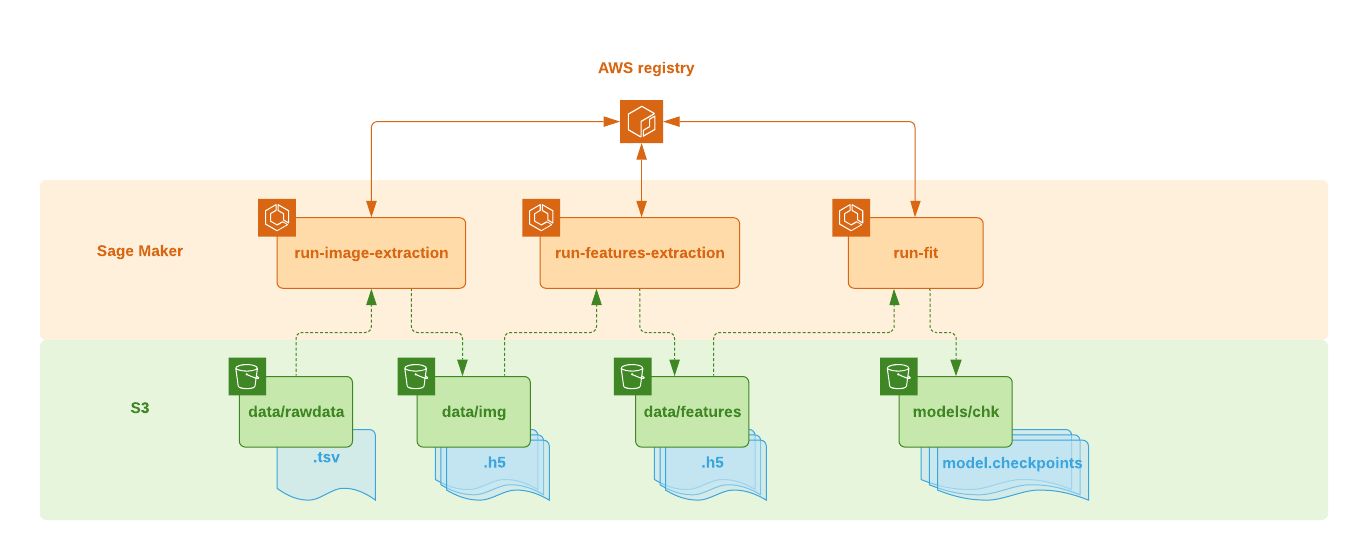 AWS registry
Sage Maker
run-image-extraction
run-features-extraction
run-fit
S3
data/rawdata
data/img
data/features
models/chk
.tsv
.h5
.h5
model.checkpoints